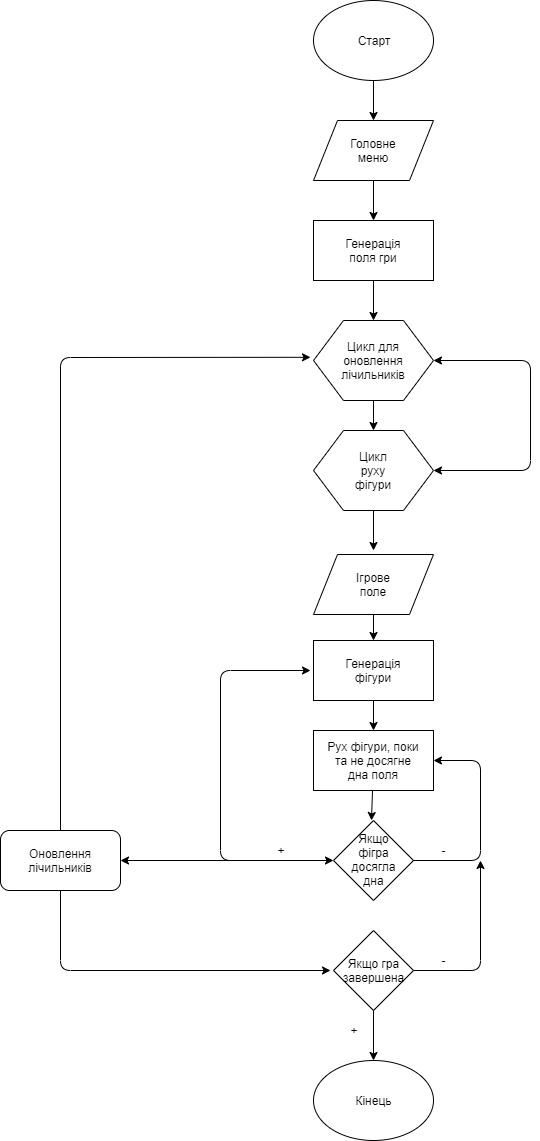 Старт
Головне
меню
Генерація
поля гри
Цикл для
оновлення
лічильників
Цикл
руху
фігури
Ігрове
поле
Генерація
фігури
Рух фігури, поки
та не досягне
дна поля
Якщо
фігра
досягла
дна
+
-
Оновлення
лічильників
Якщо гра
завершена
-
+
Кінець